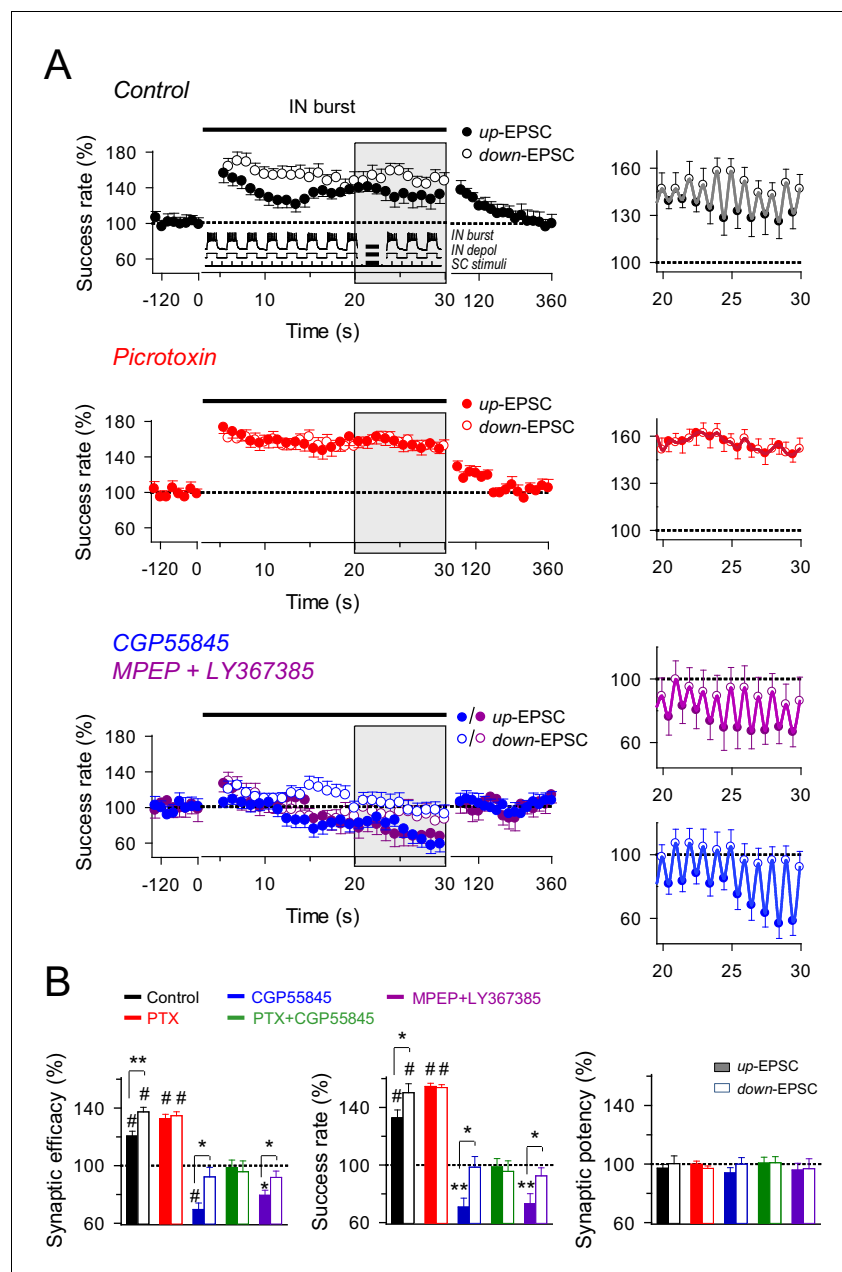 A
Control
IN burst
up-EPSC
down-EPSC
Success rate (%)
180
140
100
60
IN burst
IN depol
SC stimuli
-120 0 10 20 30 120 360
Time (s)
160
130
100
20 25 30
Picrotoxin
up-EPSC
down-EPSC
Success rate (%)
180
140
100
60
-120 0 10 20 30 120 360
Time (s)
160
130
100
20 25 30
CGP55845
MPEP + LY367385
/ up-EPSC
/ down-EPSC
Success rate (%)
180
140
100
60
-120 0 10 20 30 120 360
Time (s)
100
60
100
60
20 25 30
B
Control CGP55845 MPEP+LY367385
PTX PTX+CGP55845
Synaptic efficacy (%)
140
100
60
** # # # # # * * *
Success rate (%)
140
100
60
* # # # # ** * ** *
Synaptic potency (%)
140
100
60
up-EPSC
down-EPSC